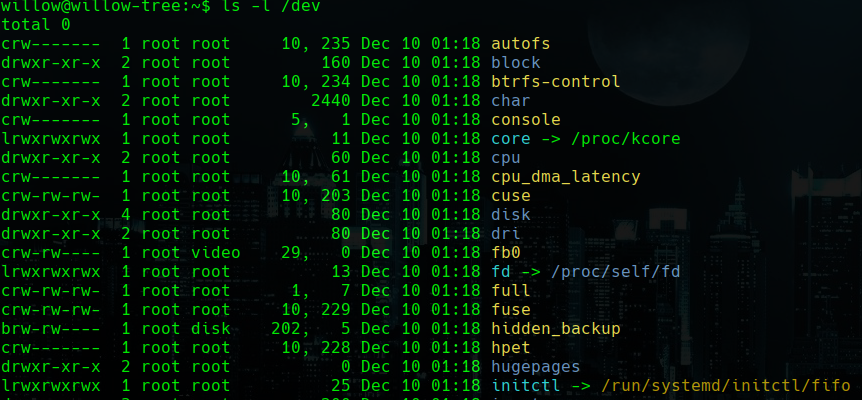 willow@willow-tree:~$ ls -l /dev
total 0
crw-------  1 root root     10, 235 Dec 10 01:18 autofs
drwxr-xr-x  2 root root         160 Dec 10 01:18 block
crw-------  1 root root     10, 234 Dec 10 01:18 btrfs-control
drwxr-xr-x  2 root root        2440 Dec 10 01:18 char
crw-------  1 root root      5,   1 Dec 10 01:18 console
lrwxrwxrwx  1 root root          11 Dec 10 01:18 core -> /proc/kcore
drwxr-xr-x  2 root root          60 Dec 10 01:18 cpu
crw-------  1 root root     10,  61 Dec 10 01:18 cpu_dma_latency
crw-rw-rw-  1 root root     10, 203 Dec 10 01:18 cuse
drwxr-xr-x  4 root root          80 Dec 10 01:18 disk
drwxr-xr-x  2 root root          80 Dec 10 01:18 dri
crw-rw----  1 root video    29,   0 Dec 10 01:18 fb0
lrwxrwxrwx  1 root root          13 Dec 10 01:18 fd -> /proc/self/fd
crw-rw-rw-  1 root root      1,   7 Dec 10 01:18 full
crw-rw-rw-  1 root root     10, 229 Dec 10 01:18 fuse
brw-rw----  1 root disk    202,   5 Dec 10 01:18 hidden_backup
crw-------  1 root root     10, 228 Dec 10 01:18 hpet
drwxr-xr-x  2 root root           0 Dec 10 01:18 hugepages
lrwxrwxrwx  1 root root          25 Dec 10 01:18 initctl -> /run/systemd/initctl/fifo